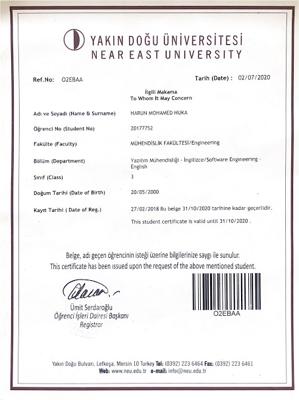 YAKIN DOĞU ÜNİVERSİTESİ
NEAR EAST UNIVERSITY
Ref.No: O2EBAA Tarih (Date) : 02/07/2020
İlgili Makama
To Whom It May Concern
Adı ve Soyadı (Name & Surname) HARUN MOHAMED HUKA
Öğrenci No (Student No) 20177752
Fakülte (Faculty) MÜHENDİSLİK FAKÜLTESİ/Engineering
Bölüm (Department) Yazılım Mühendisliği - İngilizce/Software Engineering -
English
Sınıf (Class) 3
Doğum Tarihi (Date of Birth) 20/05/2000
Kayıt Tarihi ( Date of Reg.) 27/02/2018 Bu belge 31/10/2020 tarihine kadar geçerlidir.
This student certificate is valid until 31/10/2020 .
Belge, adı geçen öğrencinin isteği üzerine bilgilerinize saygı ile sunulur.
This certificate has been issued upon the request of the above mentioned student.
Ümit Serdaroğlu
Öğrenci İşleri Dairesi Başkanı
Registrar
O2EBAA
Yakın Doğu Bulvarı, Lefkoşa, Mersin 10 Turkey Tel: (0392) 223 6464 Fax: (0392) 223 6461
Web: www.neu.edu.tr e-mail: info@neu.edu.tr